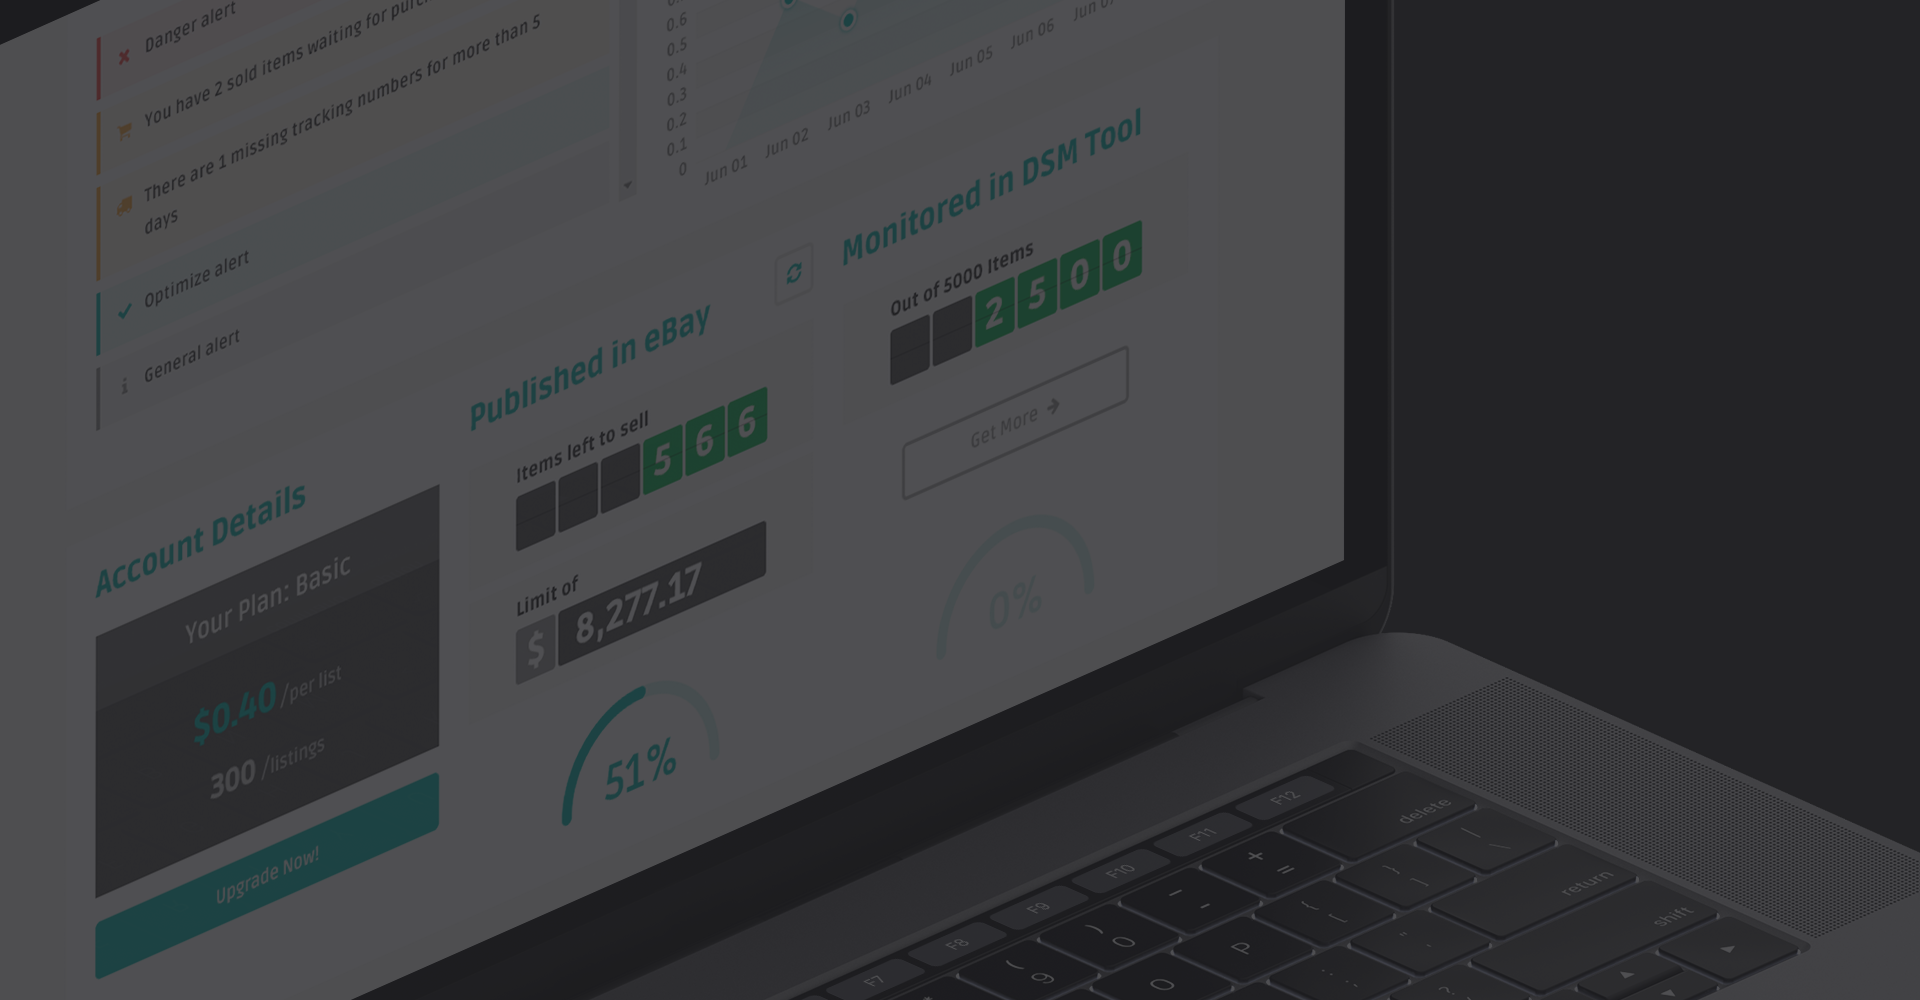 Danger alert
You have 2 sold items waiting for
There are 1 missing tracking numbers for more than 5
days
Optimize alert
General alert
0.6
0.5
0.4
0.3
0.2
0.1
0
Jun 01
Jun 02
Jun 03
Jun 04
Jun 05
Jun 06
Monitored in DSM Tool
Out of 5000 Items
2500
Get More
0%
Published in eBay
Items left to sell
566
Limit of
$ 8,277.17
51%
Account Details
Your Plan: Basic
$0.40 /per list
300 /listings
Upgrade Now!
F7
F8
F9
F10
F11
F12
delete
return
shift
9
0
P
O